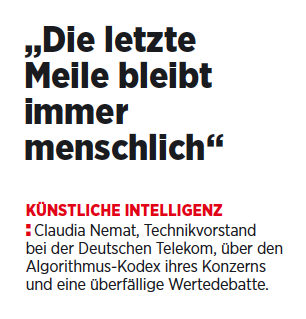 „Die letzte
Meile bleibt
immer
menschlich“
KÜNSTLICHE INTELLIGENZ
: Claudia Nemat, Technikvorstand
bei der Deutschen Telekom, über den
Algorithmus-Kodex ihres Konzerns
und eine überfällige Wertedebatte.